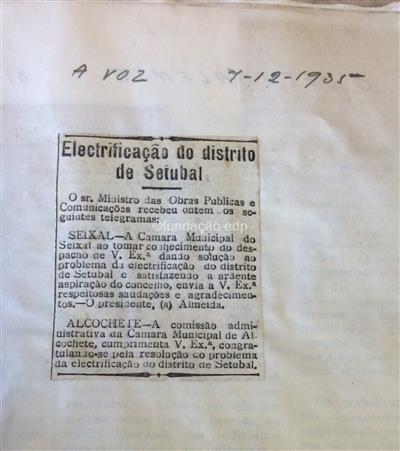 A VOZ 7-12-1935
Electrificação do distrito
de Setubal
O sr. Ministro das Obras Publicas e
Comunicações recebeu ontem os se-
guintes telegramas:
©fundação edp
SEIXAL—A Camara Municipal do
Seixal ao tomar conhecimento do des-
pacho de V. Ex.ª dando solução ao
problema da electrificação do distrito
de Setubal e satisfazendo a ardente
aspiração do concelho, envia a V. Ex.ª
respeitosas saudações e agradecimen-
tos.—O presidente, (a) Almeida.
ALCOCHETE—A comissão admi-
nistrativa da Camara Municipal de Al-
cochete, cumprimenta V. Ex.ª, congra-
tulando-se pela resolução do problema
da electrificação do distrito de Setubal.